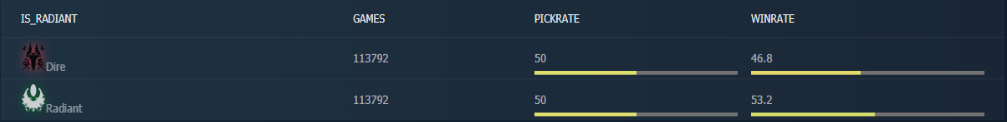 IS_RADIANT GAMES PICKRATE WINRATE
Dire 113792 50 46.8
Radiant 113792 50 53.2